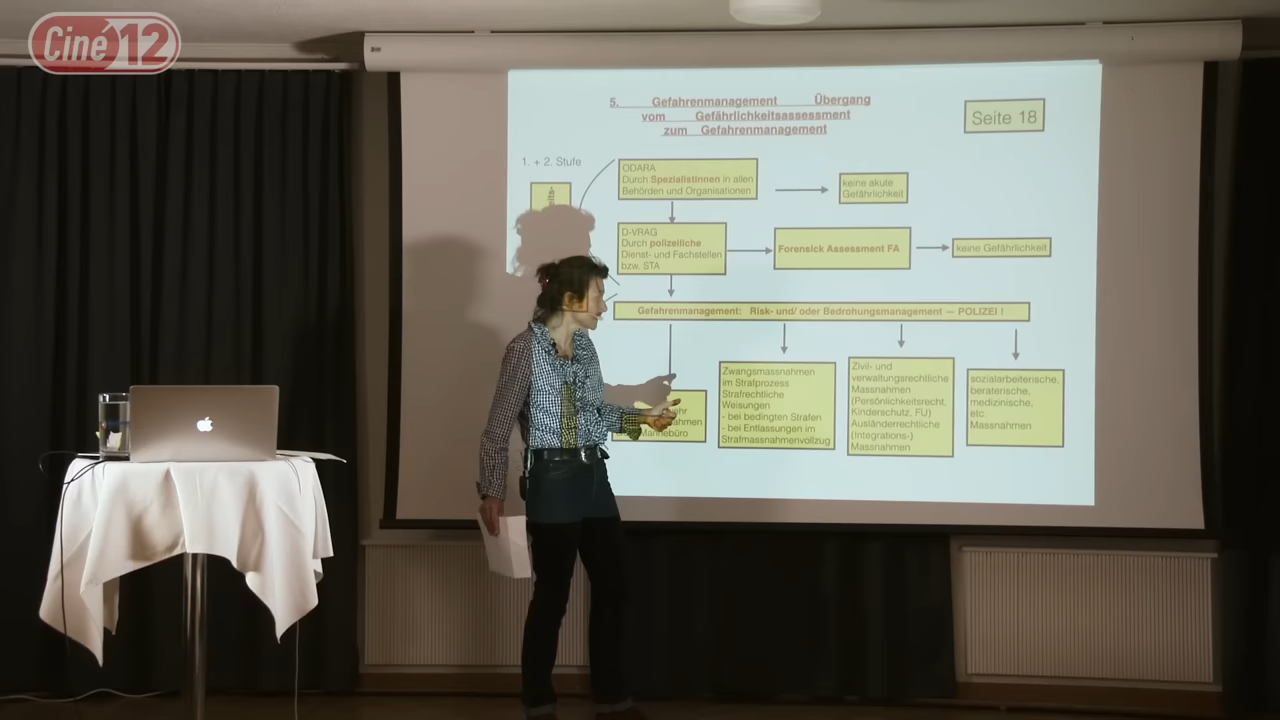 Ciné 12
5. Gefahrenmanagement Übergang
vom Gefährlichkeitsassessment
zum Gefahrenmanagement
Seite 18
1. + 2. Stufe
ODARA
Durch Spezialistinnen in allen
Behörden und Organisationen
keine akute
Gefährlichkeit
D-VRAG
Durch polizeiliche
Dienst- und Fachstellen
bzw. STA
Forensick Assessment FA
keine Gefährlichkeit
Gefahrenmanagement: Risk- und/ oder Bedrohungsmanagement — POLIZEI !
Mannebüro
Zwangsmassnahmen
im Strafprozess
Strafrechtliche
Weisungen
- bei bedingten Strafen
- bei Entlassungen im
Strafmassnahmenvollzug
Zivil- und
verwaltungsrechtliche
Massnahmen
(Persönlichkeitsrecht,
Kinderschutz, FU)
Ausländerrechtliche
(Integrations-)
Massnahmen
sozialarbeiterische,
beraterische,
medizinische,
etc.
Massnahmen